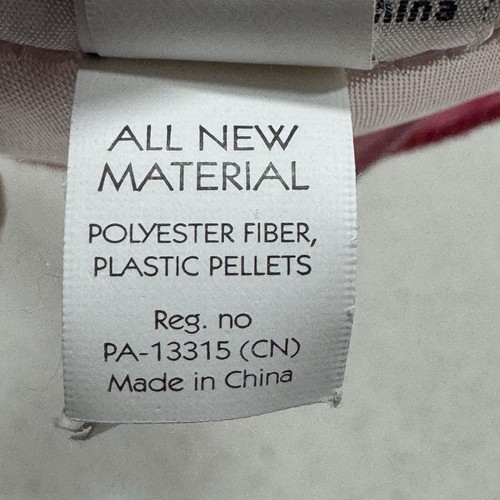 ALL NEW
MATERIAL
POLYESTER FIBER,
PLASTIC PELLETS
Reg. no
PA-13315 (CN)
Made in China